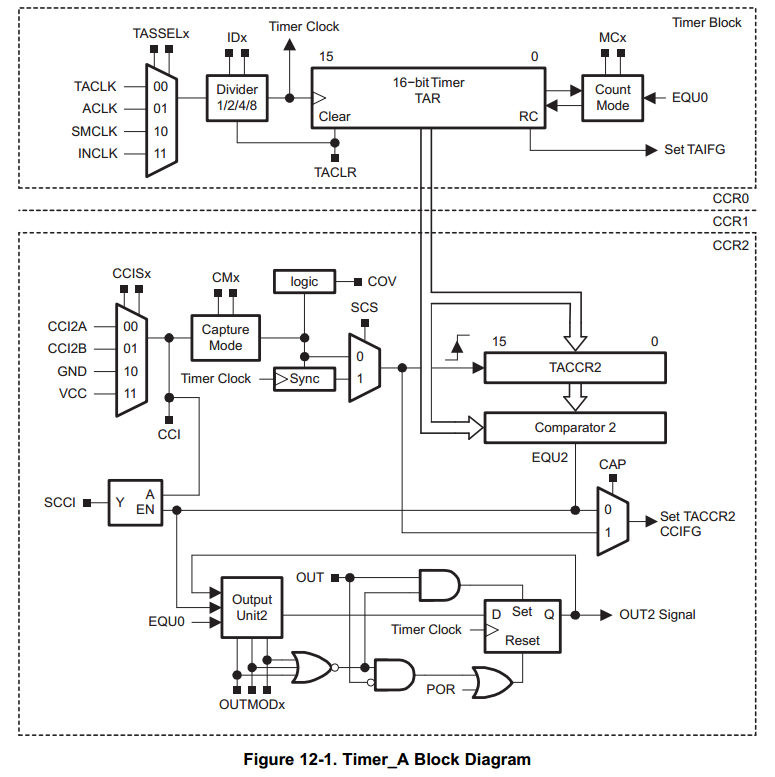 Timer Block
Timer Clock
TASSELx
IDx
15
0
MCx
TACLK
00
ACLK
01
SMCLK
10
INCLK
11
Divider
1/2/4/8
16−bit Timer
TAR
Clear
RC
Count
Mode
EQU0
Set TAIFG
TACLR
CCR0
CCR1
CCR2
CCISx
CMx
logic
COV
SCS
CCI2A
00
CCI2B
01
GND
10
VCC
11
Capture
Mode
0
1
Timer Clock
Sync
15
0
TACCR2
CCI
Comparator 2
EQU2
CAP
SCCI
Y
A
EN
0
1
Set TACCR2
CCIFG
OUT
Output
Unit2
EQU0
Timer Clock
D
Set
Q
Reset
OUT2 Signal
POR
OUTMODx
Figure 12-1. Timer_A Block Diagram